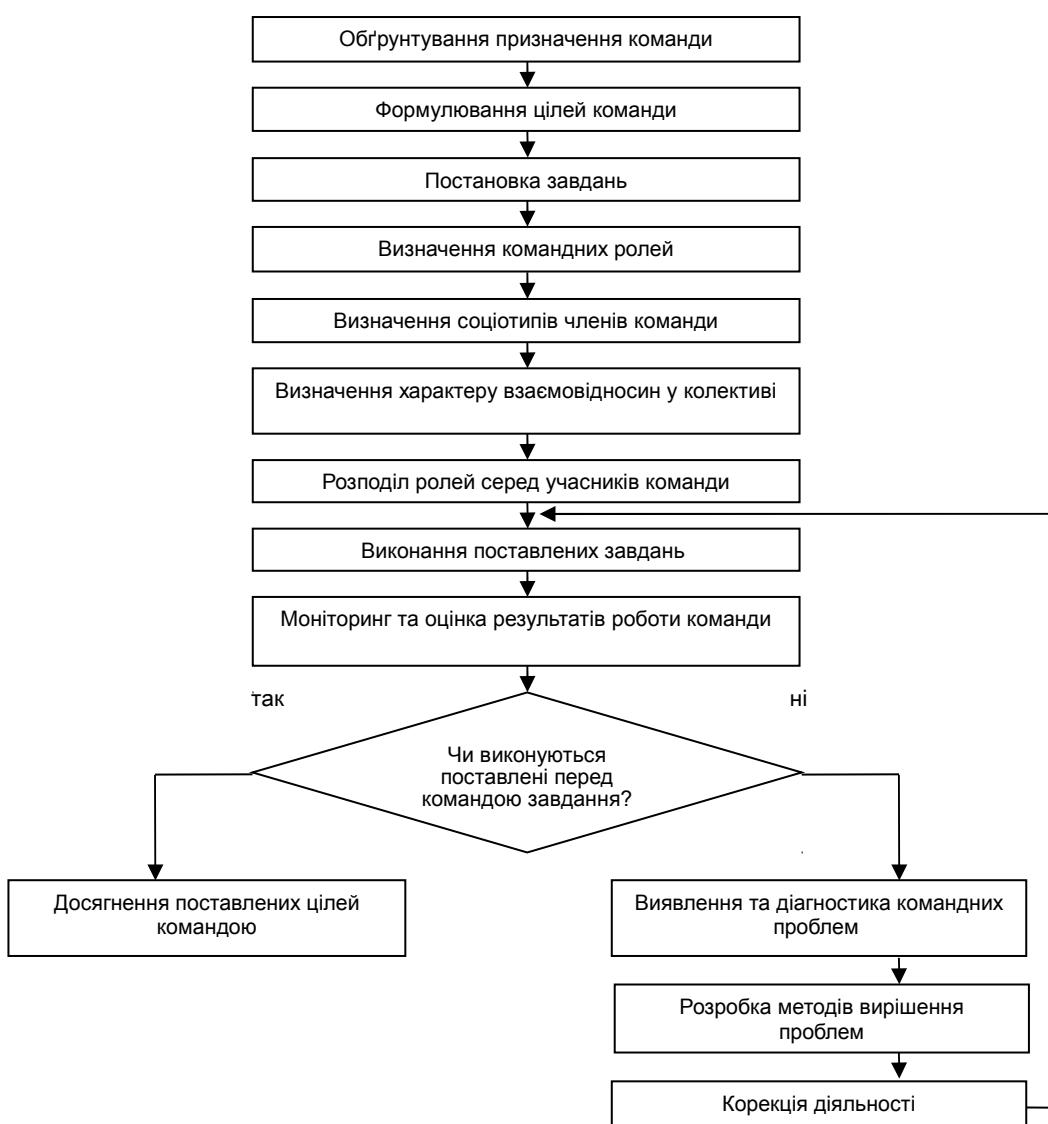 Обґрунтування призначення команди
Формулювання цілей команди
Постановка завдань
Визначення командних ролей
Визначення соціотипів членів команди
Визначення характеру взаємовідносин у колективі
Розподіл ролей серед учасників команди
Виконання поставлених завдань
Моніторинг та оцінка результатів роботи команди
так
ні
Чи виконуються
поставлені перед
командою завдання?
Досягнення поставлених цілей
командою
Виявлення та діагностика командних
проблем
Розробка методів вирішення
проблем
Корекція діяльності